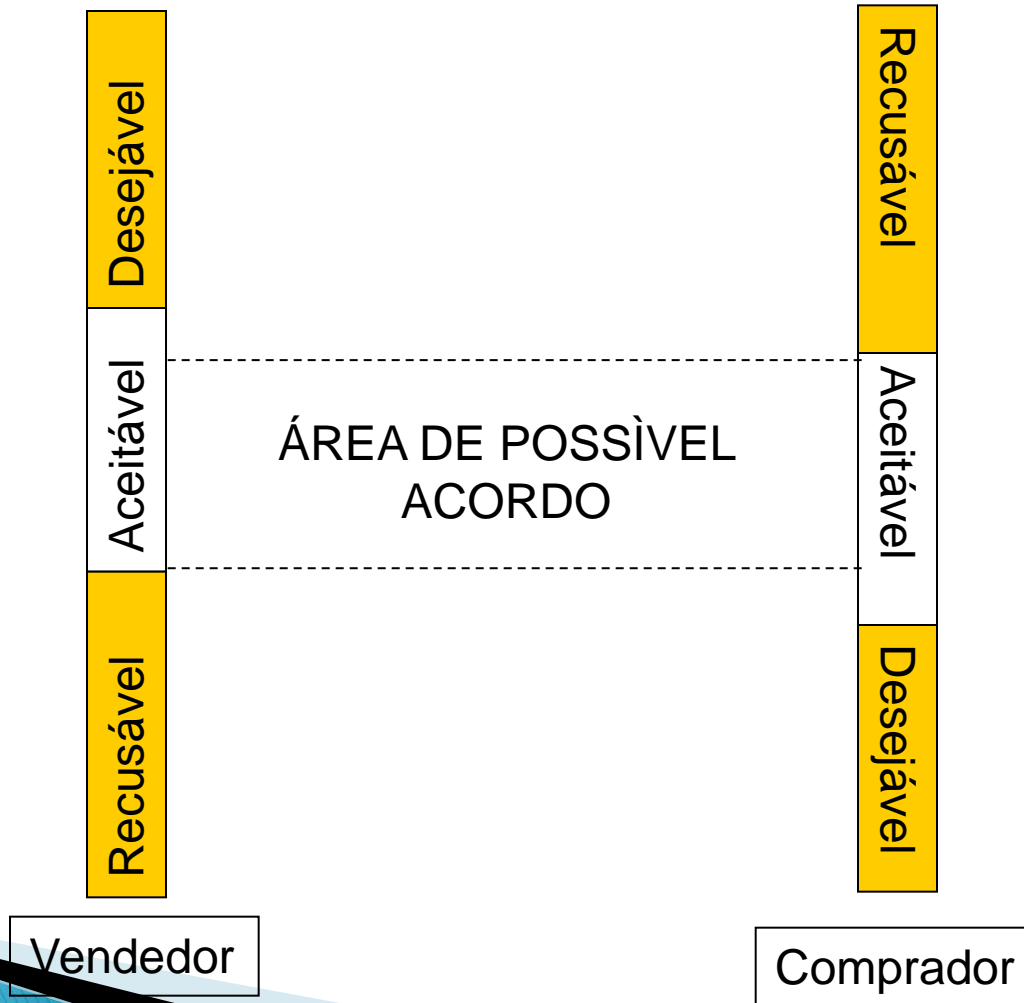 Desejável
Aceitável
Recusável
Vendedor
ÁREA DE POSSÌVEL
ACORDO
Recusável
Aceitável
Desejável
Comprador